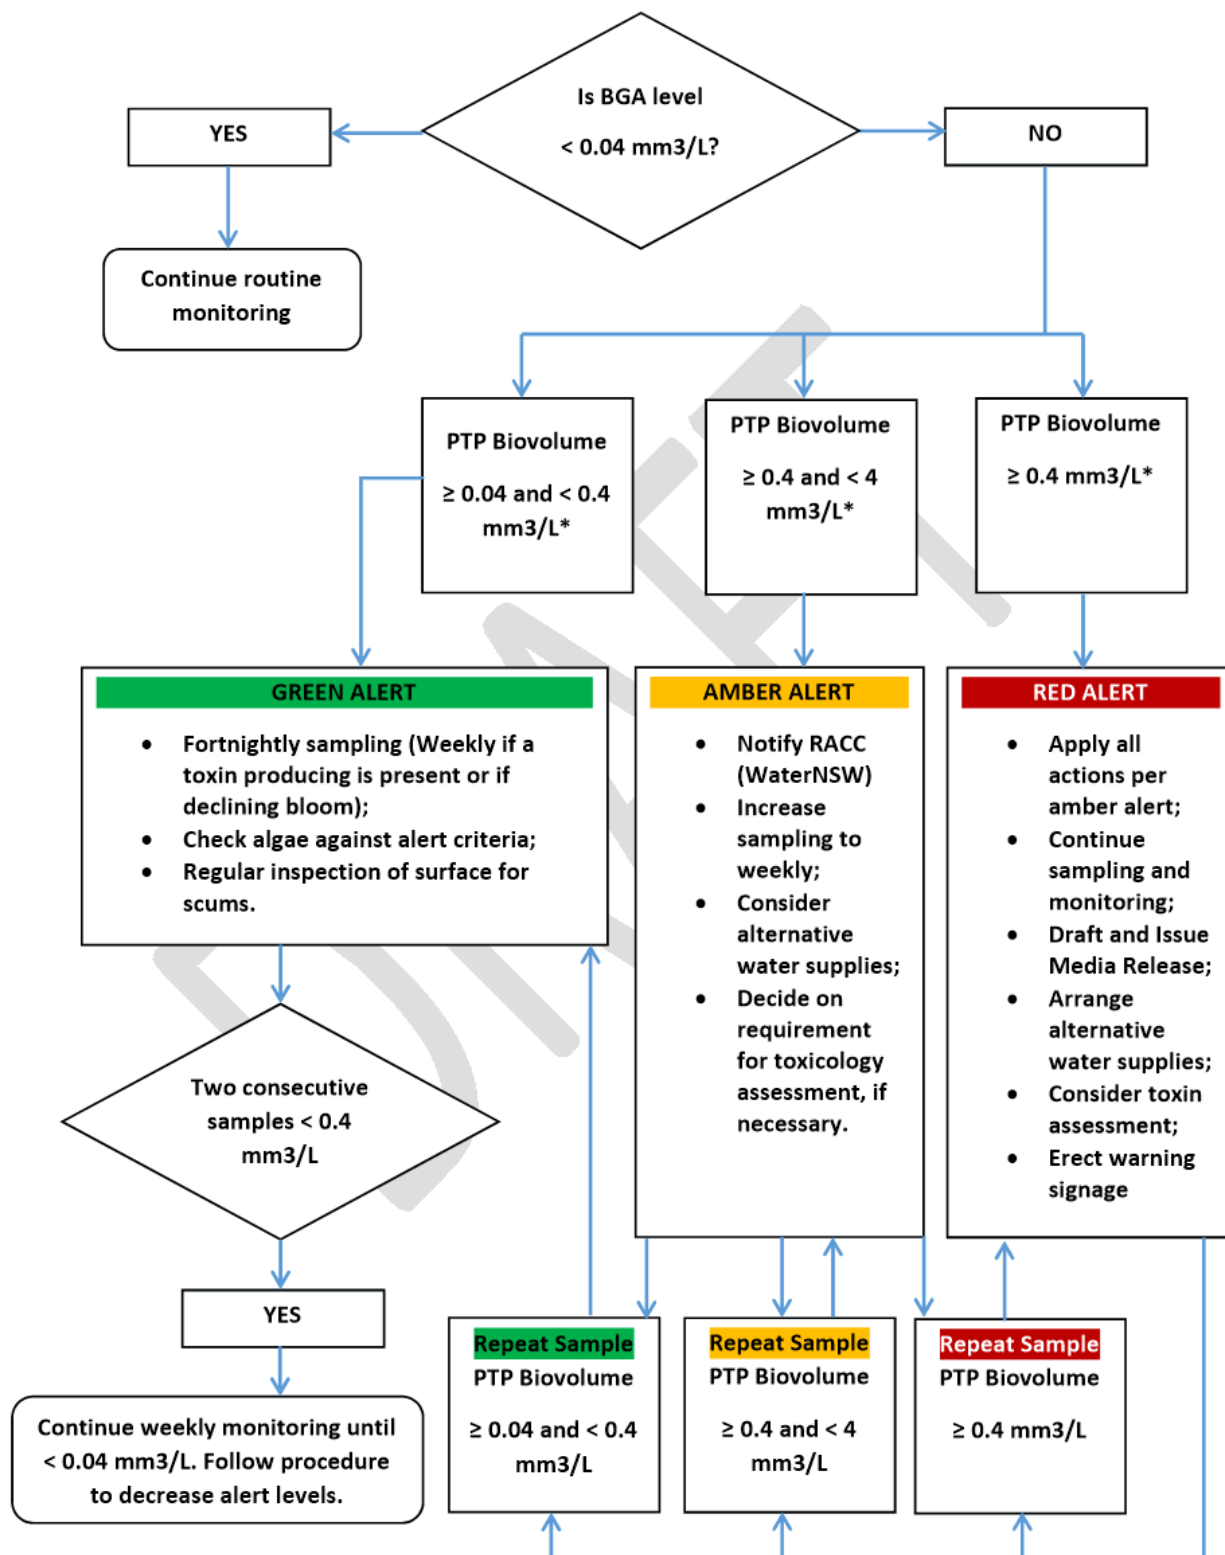 Is BGA level
< 0.04 mm3/L?
YES
NO
Continue routine
monitoring
PTP Biovolume
≥ 0.04 and < 0.4
mm3/L*
PTP Biovolume
≥ 0.4 and < 4
mm3/L*
PTP Biovolume
≥ 0.4 mm3/L*
DRAFT
GREEN ALERT
• Fortnightly sampling (Weekly if a
toxin producing is present or if
declining bloom);
• Check algae against alert criteria;
• Regular inspection of surface for
scums.
AMBER ALERT
• Notify RACC
(WaterNSW)
• Increase
sampling to
weekly;
• Consider
alternative
water supplies;
• Decide on
requirement
for toxicology
assessment, if
necessary.
RED ALERT
• Apply all
actions per
amber alert;
• Continue
sampling and
monitoring;
• Draft and Issue
Media Release;
• Arrange
alternative
water supplies;
• Consider toxin
assessment;
• Erect warning
signage
Two consecutive
samples < 0.4
mm3/L
YES
Continue weekly monitoring until
< 0.04 mm3/L. Follow procedure
to decrease alert levels.
Repeat Sample
PTP Biovolume
≥ 0.04 and < 0.4
mm3/L
Repeat Sample
PTP Biovolume
≥ 0.4 and < 4
mm3/L
Repeat Sample
PTP Biovolume
≥ 0.4 mm3/L